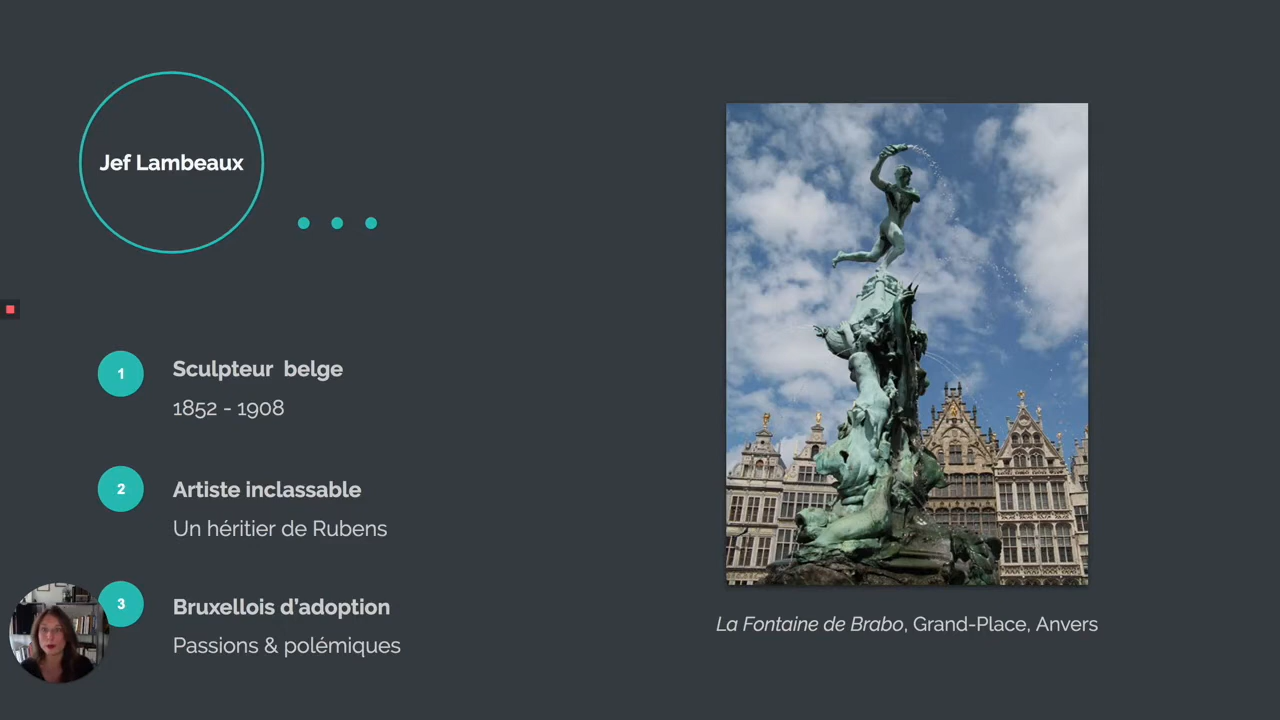 Jef Lambeaux
1
Sculpteur belge
1852 - 1908
2
Artiste inclassable
Un héritier de Rubens
3
Bruxellois d’adoption
Passions & polémiques
La Fontaine de Brabo, Grand-Place, Anvers